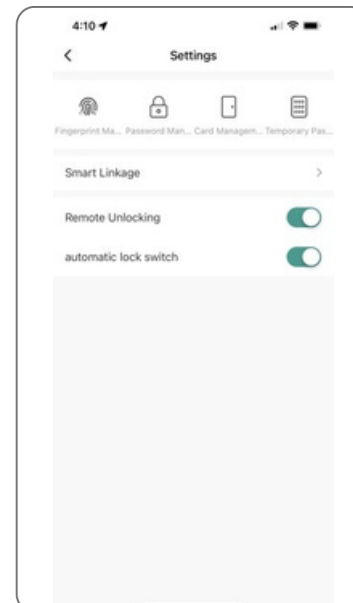 4:10
Settings
Fingerprint Ma... Password Man... Card Managem... Temporary Pas...
Smart Linkage
Remote Unlocking
automatic lock switch